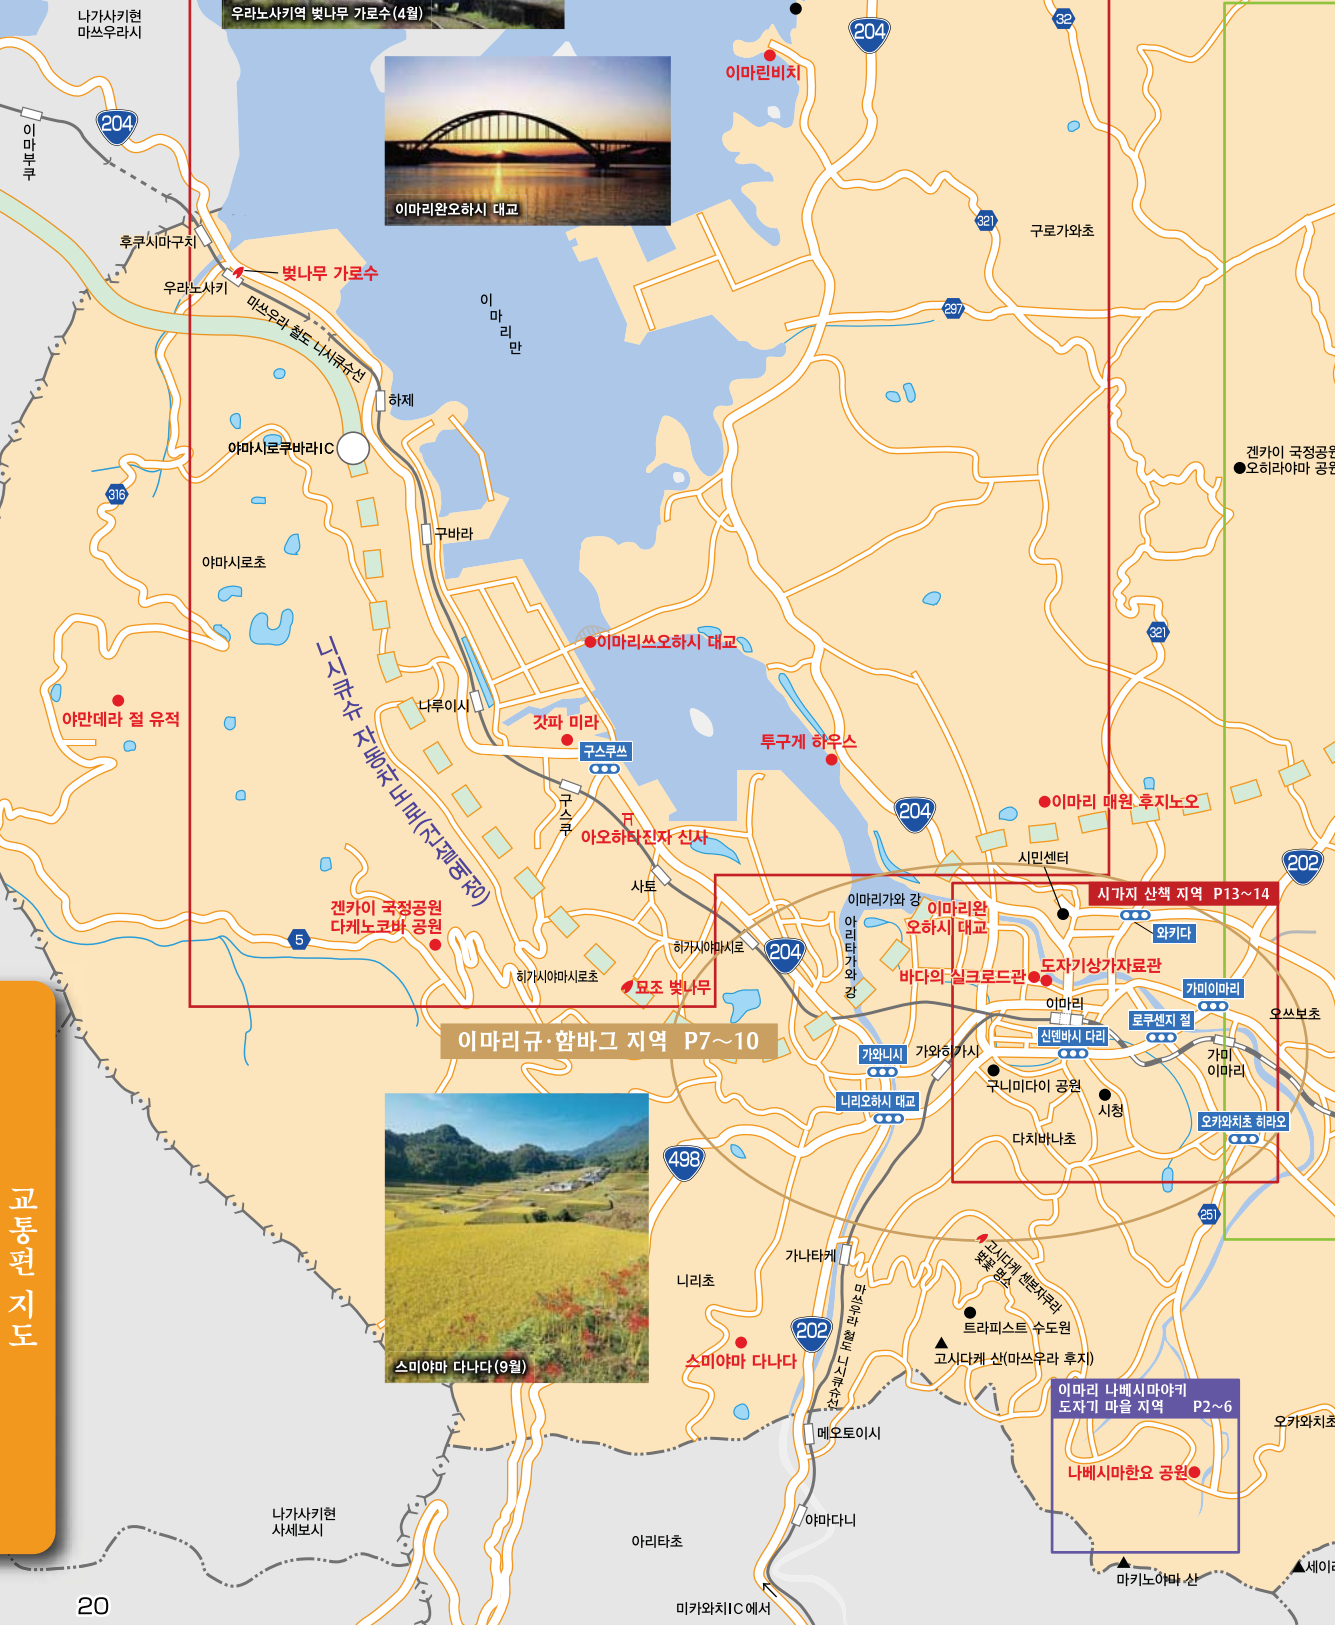 나가사키현
마쓰우라시
우라노사키역 벚나무 가로수(4월)
204
32
이마린비치
204
이마부쿠
이마리완오하시 대교
321
구로가와초
후쿠시마구치
벚나무 가로수
우라노사키
이마리만
297
마쓰우라 철도 니시큐슈선
하제
야마시로쿠바라IC
겐카이 국정공원
오히라야마 공원
316
구바라
야마시로초
321
이마리쓰오하시 대교
니시큐슈 자동차도로(건설예정)
나루이시
야만데라 절 유적
갓파 미라
구스쿠쓰
투구게 하우스
구스쿠
204
이마리 매원 후지노오
아오하타진자 신사
시민센터
202
사토
시가지 산책 지역 P13~14
이마리가와 강
이마리완
오하시 대교
아리타가와 강
와키다
겐카이 국정공원
다케노코바 공원
5
히가시야마시로
204
히가시야마시로초
묘조 벚나무
바다의 실크로드관
도자기상가자료관
가미이마리
이마리
로쿠센지 절
오쓰보초
이마리규·함바그 지역 P7~10
신덴바시 다리
가와니시
가와히가시
가미
이마리
구니미다이 공원
니리오하시 대교
시청
오카와치초 히라오
다치바나초
498
251
고시다케 센본자쿠라
벚꽃 명소
가나타케
니리초
마쓰우라 철도 니시큐슈선
트라피스트 수도원
202
스미야마 다나다
고시다케 산(마쓰우라 후지)
스미야마 다나다(9월)
이마리 나베시마야키
도자기 마을 지역 P2~6
오카와치초
메오토이시
나베시마한요 공원
나가사키현
사세보시
야마다니
아리타초
마키노야마 산
세이라
미카와치IC에서
교통편 지도
20